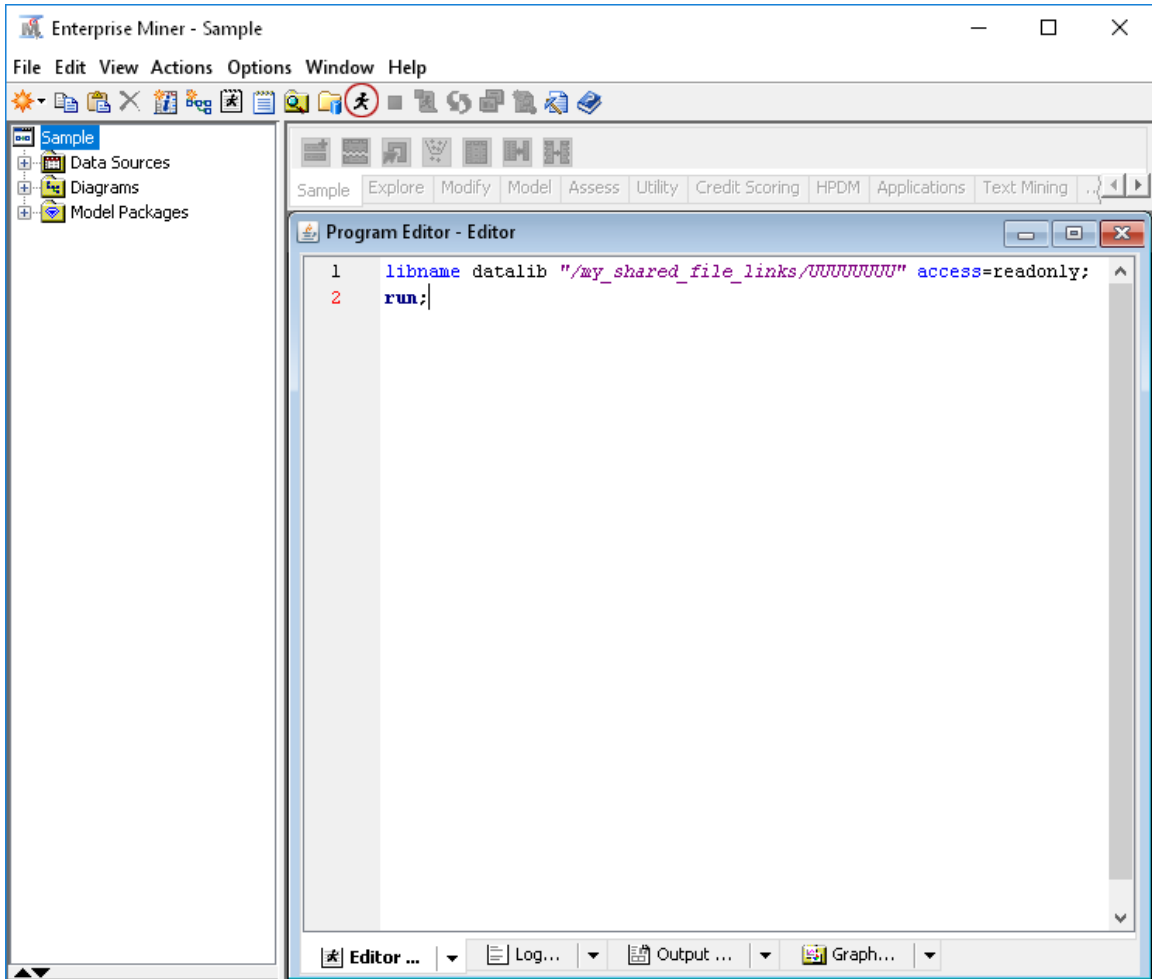 Enterprise Miner - Sample
File Edit View Actions Options Window Help
Sample
Data Sources
Diagrams
Model Packages
Sample Explore Modify Model Assess Utility Credit Scoring HPDM Applications Text Mining ...
Program Editor - Editor
1 libname datalib "/my_shared_file_links/UUUUUUUU" access=readonly;
2 run;
Editor ... Log... Output ... Graph...